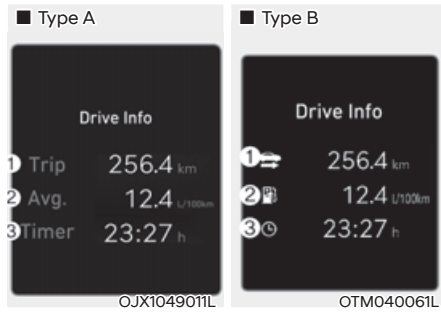 ■ Type A
Drive Info
1 Trip 256.4 km
2 Avg. 12.4 L/100km
3 Timer 23:27 h
OJX1049011L
■ Type B
Drive Info
1 256.4 km
2 12.4 L/100km
3 23:27 h
OTM040061L